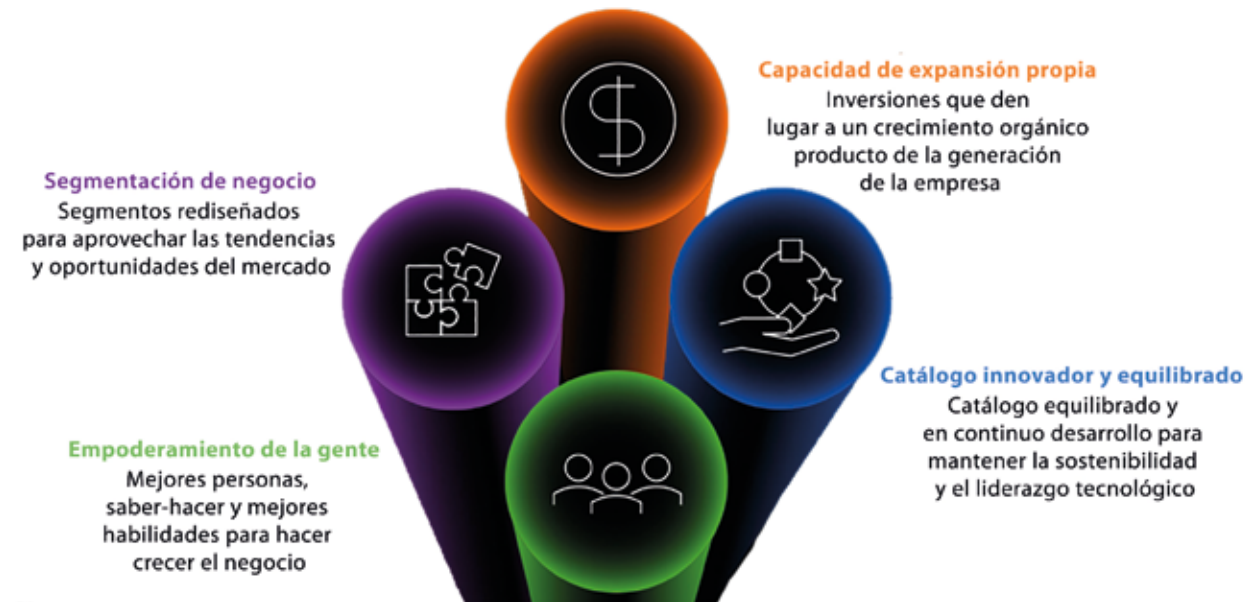 Capacidad de expansión propia
Inversiones que den
lugar a un crecimiento orgánico
producto de la generación
de la empresa
Segmentación de negocio
Segmentos rediseñados
para aprovechar las tendencias
y oportunidades del mercado
Catálogo innovador y equilibrado
Catálogo equilibrado y
en continuo desarrollo para
mantener la sostenibilidad
y el liderazgo tecnológico
Empoderamiento de la gente
Mejores personas,
saber-hacer y mejores
habilidades para hacer
crecer el negocio